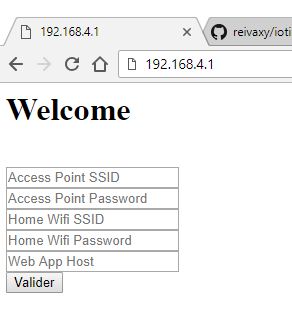 192.168.4.1
reivaxy/ioti
192.168.4.1
Welcome
Access Point SSID
Access Point Password
Home Wifi SSID
Home Wifi Password
Web App Host
Valider